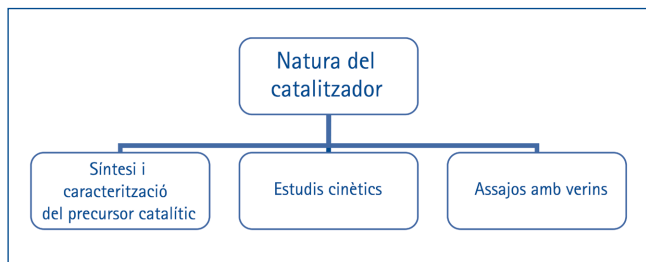 Natura del
catalitzador
Síntesi i
caracterització
del precursor catalític
Estudis cinètics
Assajos amb verins